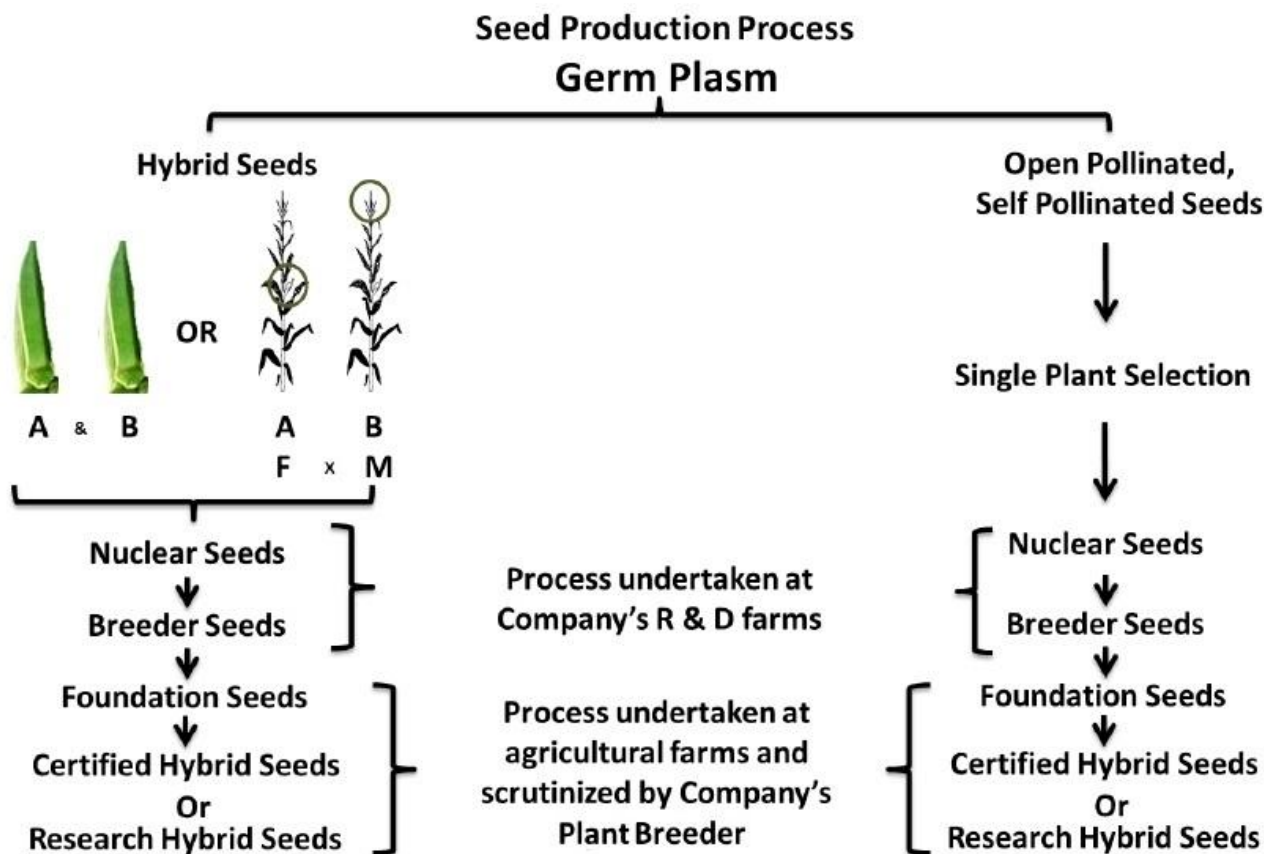 Seed Production Process
Germ Plasm
Hybrid Seeds
OR
A & B
A B
F x M
Nuclear Seeds
Breeder Seeds
Foundation Seeds
Certified Hybrid Seeds
Or
Research Hybrid Seeds
Process undertaken at
Company's R & D farms
Process undertaken at
agricultural farms and
scrutinized by Company's
Plant Breeder
Open Pollinated,
Self Pollinated Seeds
Single Plant Selection
Nuclear Seeds
Breeder Seeds
Foundation Seeds
Certified Hybrid Seeds
Or
Research Hybrid Seeds